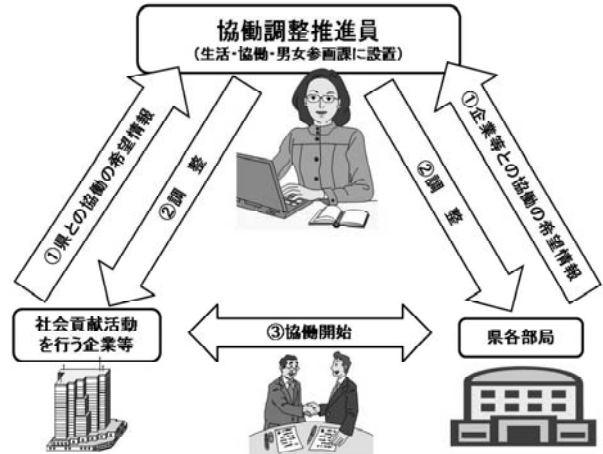 協働調整推進員
(生活・協働・男女参画課に設置)
①県との協働の希望情報
②調 整
②調 整
①企業等との協働の希望情報
社会貢献活動
を行う企業等
③協働開始
県各部局